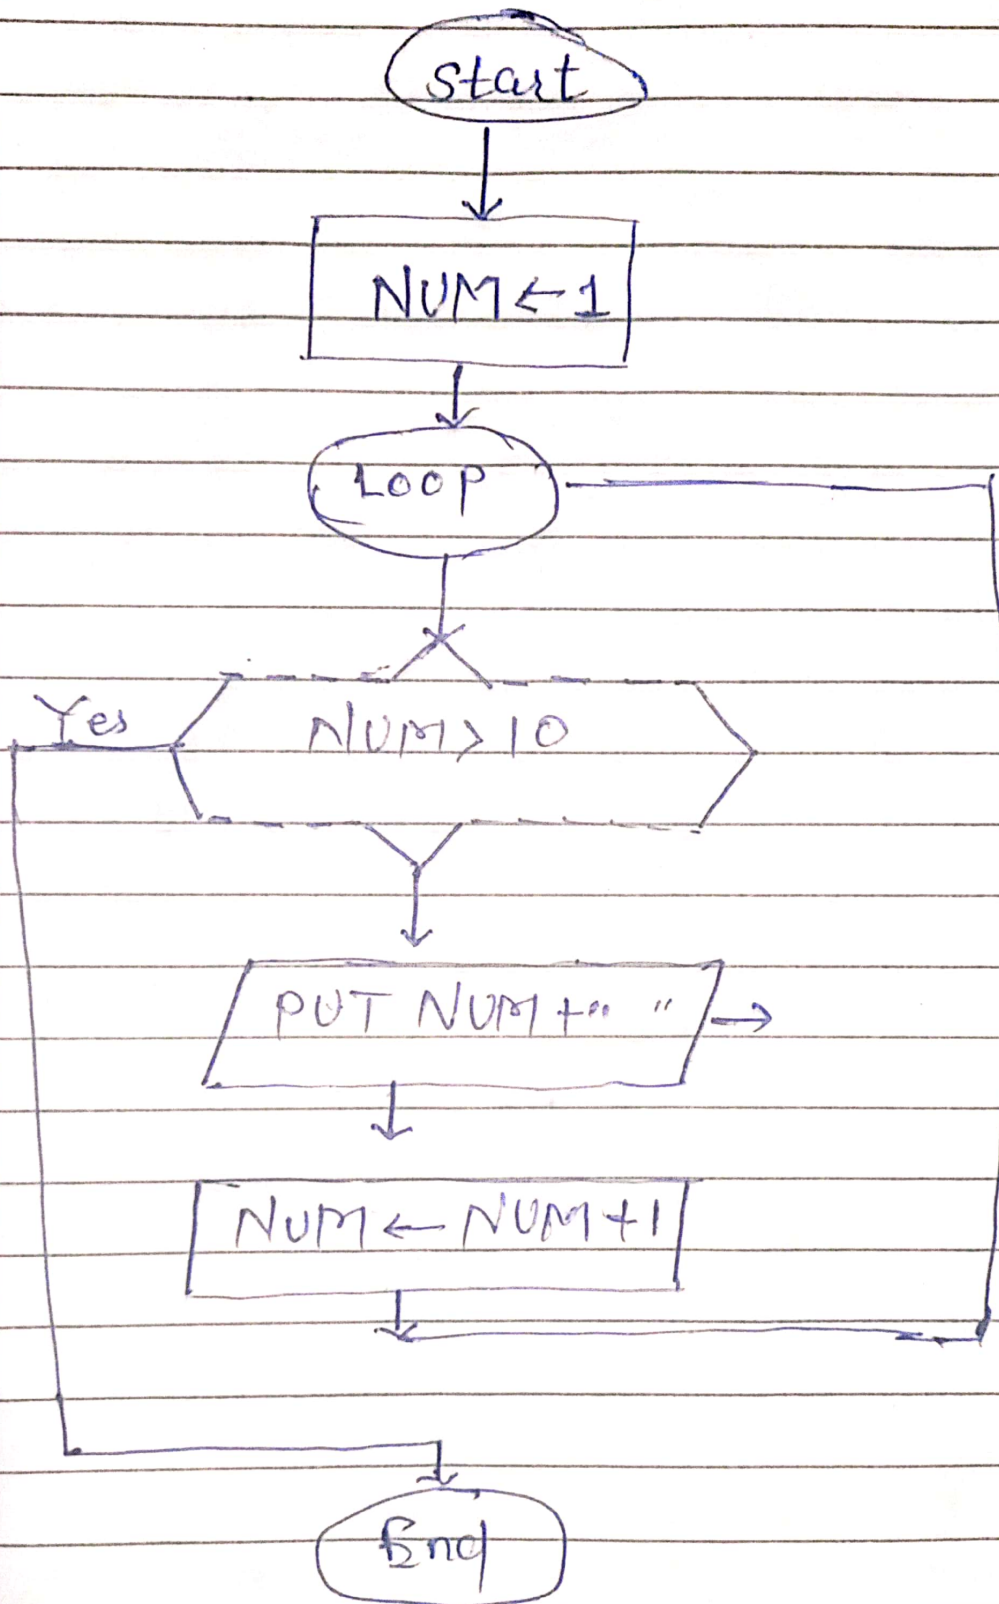 Start
NUM ← 1
LOOP
Yes
NUM > 10
PUT NUM + " "
NUM ← NUM + 1
End